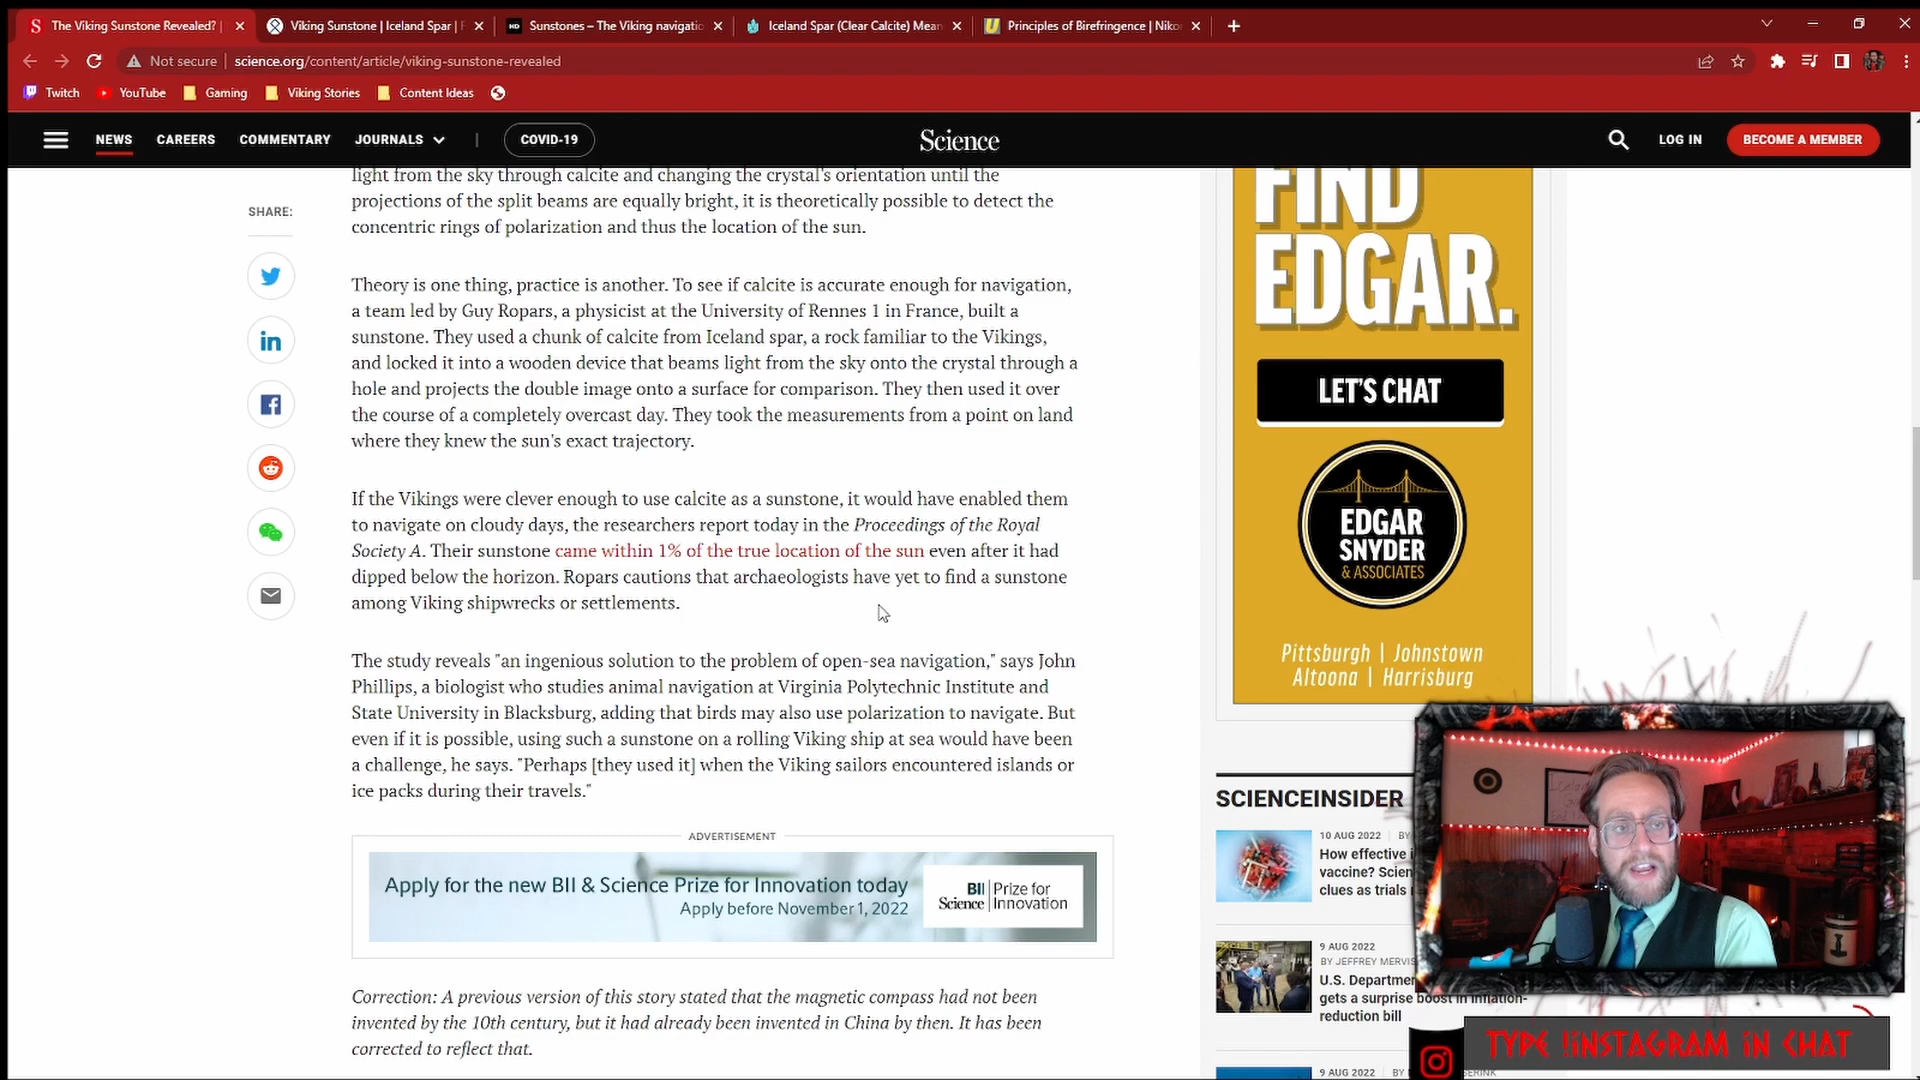 The Viking Sunstone Revealed? |
Viking Sunstone | Iceland Spar |
Sunstones – The Viking navigatio
Iceland Spar (Clear Calcite) Mean
Principles of Birefringence | Niko
Not secure | science.org/content/article/viking-sunstone-revealed
Twitch
YouTube
Gaming
Viking Stories
Content Ideas
NEWS
CAREERS
COMMENTARY
JOURNALS
COVID-19
Science
LOG IN
BECOME A MEMBER
SHARE:
light from the sky through calcite and changing the crystal's orientation until the
projections of the split beams are equally bright, it is theoretically possible to detect the
concentric rings of polarization and thus the location of the sun.
Theory is one thing, practice is another. To see if calcite is accurate enough for navigation,
a team led by Guy Ropars, a physicist at the University of Rennes 1 in France, built a
sunstone. They used a chunk of calcite from Iceland spar, a rock familiar to the Vikings,
and locked it into a wooden device that beams light from the sky onto the crystal through a
hole and projects the double image onto a surface for comparison. They then used it over
the course of a completely overcast day. They took the measurements from a point on land
where they knew the sun's exact trajectory.
If the Vikings were clever enough to use calcite as a sunstone, it would have enabled them
to navigate on cloudy days, the researchers report today in the Proceedings of the Royal
Society A. Their sunstone came within 1% of the true location of the sun even after it had
dipped below the horizon. Ropars cautions that archaeologists have yet to find a sunstone
among Viking shipwrecks or settlements.
The study reveals "an ingenious solution to the problem of open-sea navigation," says John
Phillips, a biologist who studies animal navigation at Virginia Polytechnic Institute and
State University in Blacksburg, adding that birds may also use polarization to navigate. But
even if it is possible, using such a sunstone on a rolling Viking ship at sea would have been
a challenge, he says. "Perhaps [they used it] when the Viking sailors encountered islands or
ice packs during their travels."
ADVERTISEMENT
Apply for the new BII & Science Prize for Innovation today
Apply before November 1, 2022
BII
Science
Prize for
Innovation
Correction: A previous version of this story stated that the magnetic compass had not been
invented by the 10th century, but it had already been invented in China by then. It has been
corrected to reflect that.
FIND
EDGAR.
LET'S CHAT
EDGAR
SNYDER
& ASSOCIATES
Pittsburgh | Johnstown
Altoona | Harrisburg
SCIENCEINSIDER
10 AUG 2022
How effective i
vaccine? Scien
clues as trials
9 AUG 2022
BY JEFFREY MERVIS
U.S. Departmen
gets a surprise boost in inflation-
reduction bill
9 AUG 2022
TYPE !INSTAGRAM IN CHAT